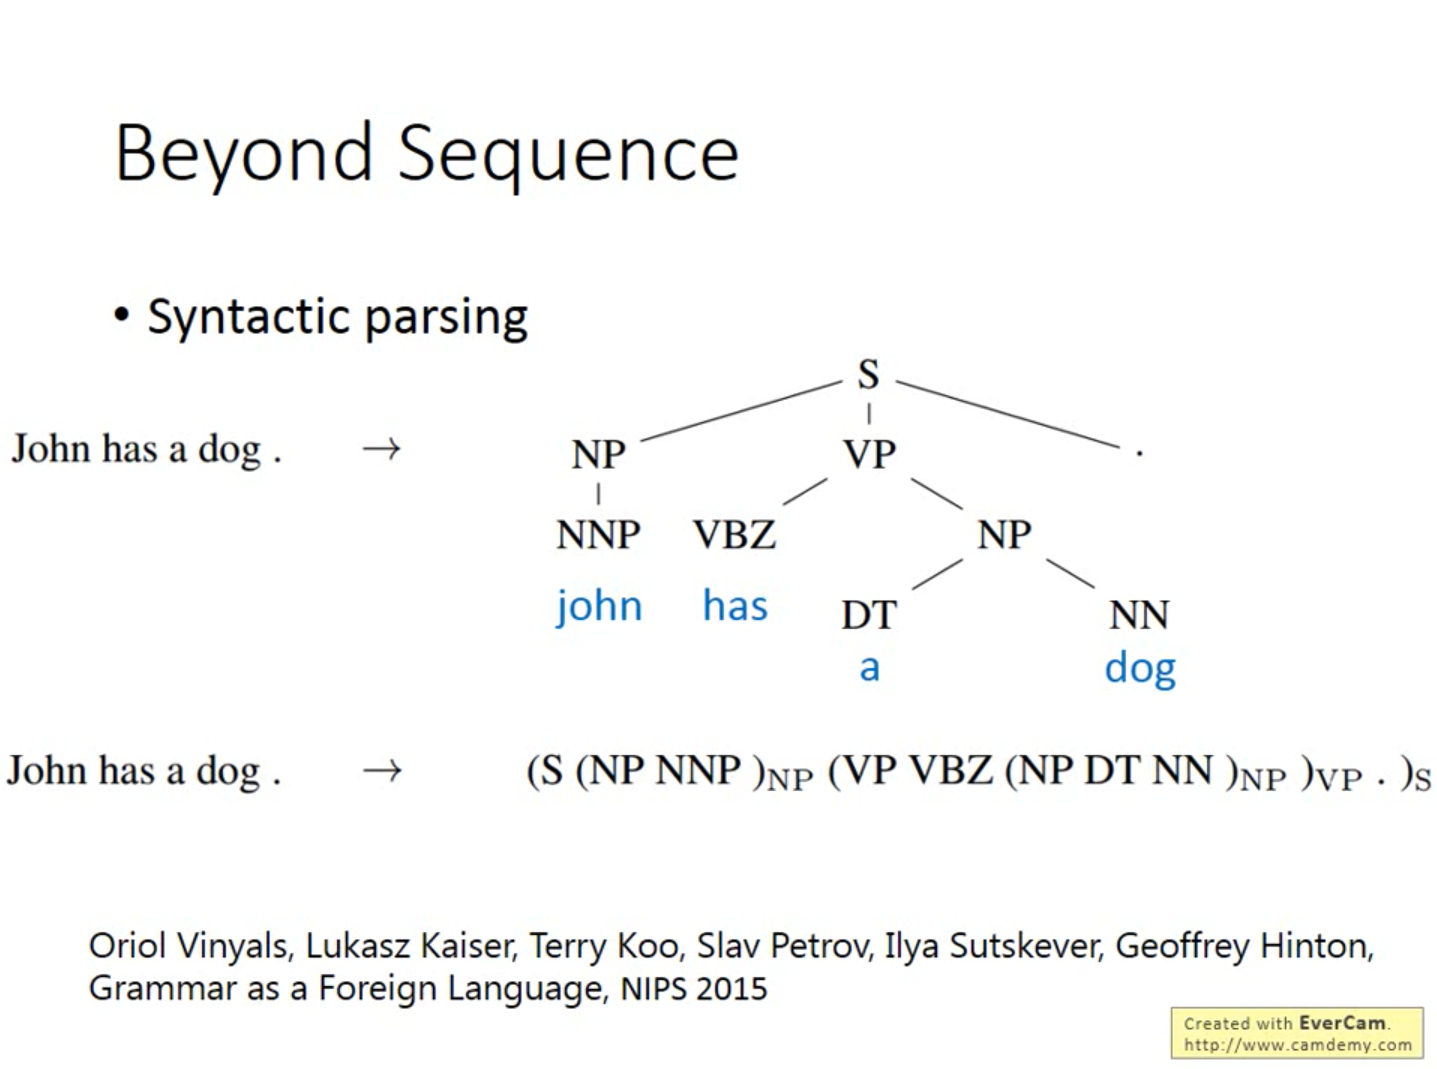 Beyond Sequence
• Syntactic parsing
S
John has a dog . → NP VP .
NNP VBZ NP
john has DT NN
a dog
John has a dog . → (S (NP NNP )NP (VP VBZ (NP DT NN )NP )VP . )S
Oriol Vinyals, Lukasz Kaiser, Terry Koo, Slav Petrov, Ilya Sutskever, Geoffrey Hinton,
Grammar as a Foreign Language, NIPS 2015
Created with EverCam.
http://www.camdemy.com